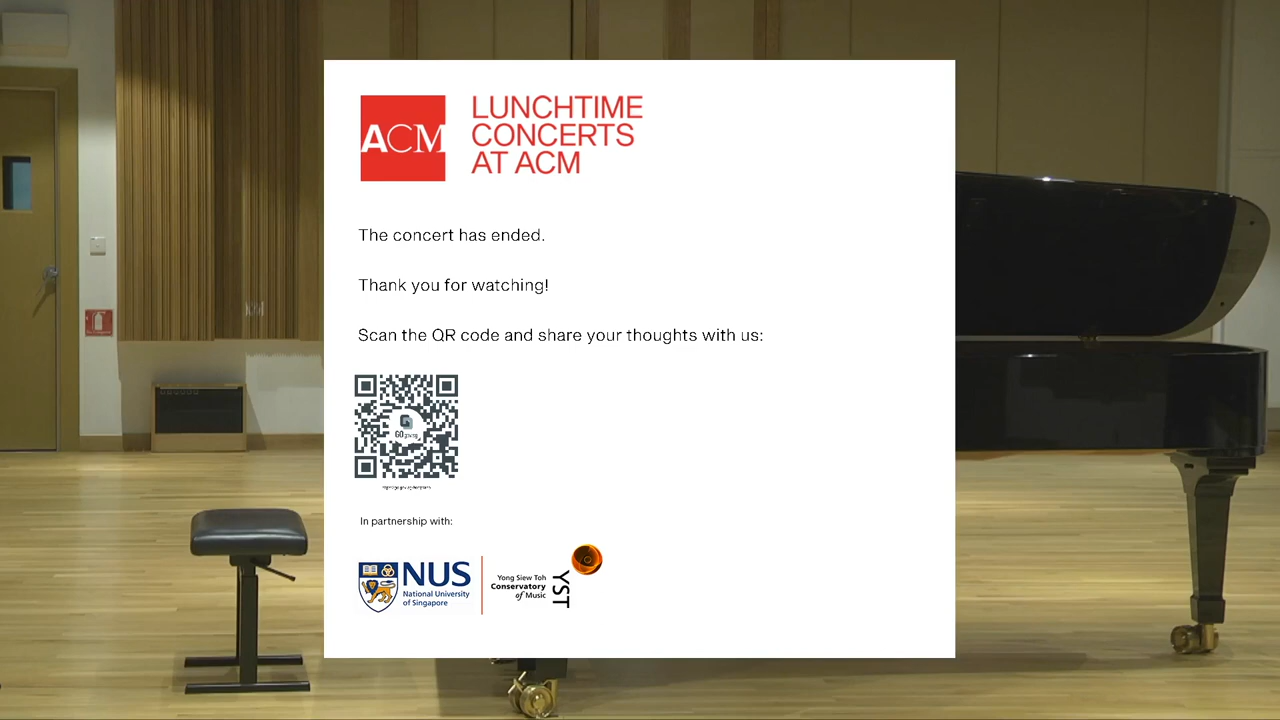 ACM
LUNCHTIME
CONCERTS
AT ACM
The concert has ended.
Thank you for watching!
Scan the QR code and share your thoughts with us:
In partnership with:
NUS
National University
of Singapore
Yong Siew Toh
Conservatory
of Music
YST